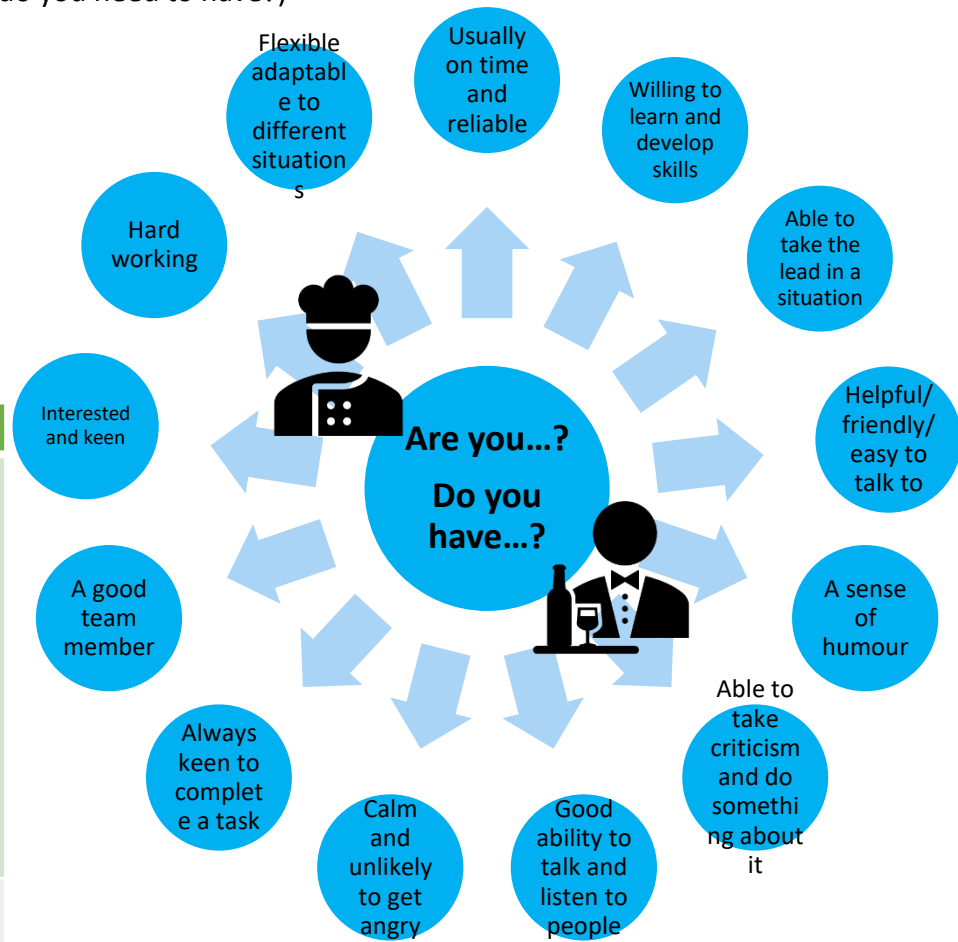 do you need to have?)
Flexible
adaptabl
e to
different
situation
s
Usually
on time
and
reliable
Willing to
learn and
develop
skills
Able to
take the
lead in a
situation
Helpful/
friendly/
easy to
talk to
A sense
of
humour
Able to
take
criticism
and do
somethi
ng about
it
Good
ability to
talk and
listen to
people
Calm
and
unlikely
to get
angry
Always
keen to
complet
e a task
A good
team
member
Interested
and keen
Hard
working
Are you...?
Do you
have...?